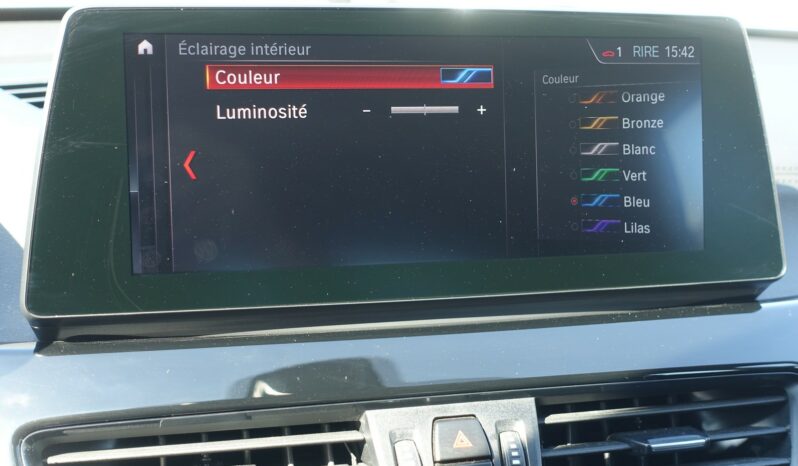 Éclairage intérieur
1 RIRE 15:42
Couleur
Luminosité - +
Couleur
Orange
Bronze
Blanc
Vert
Bleu
Lilas